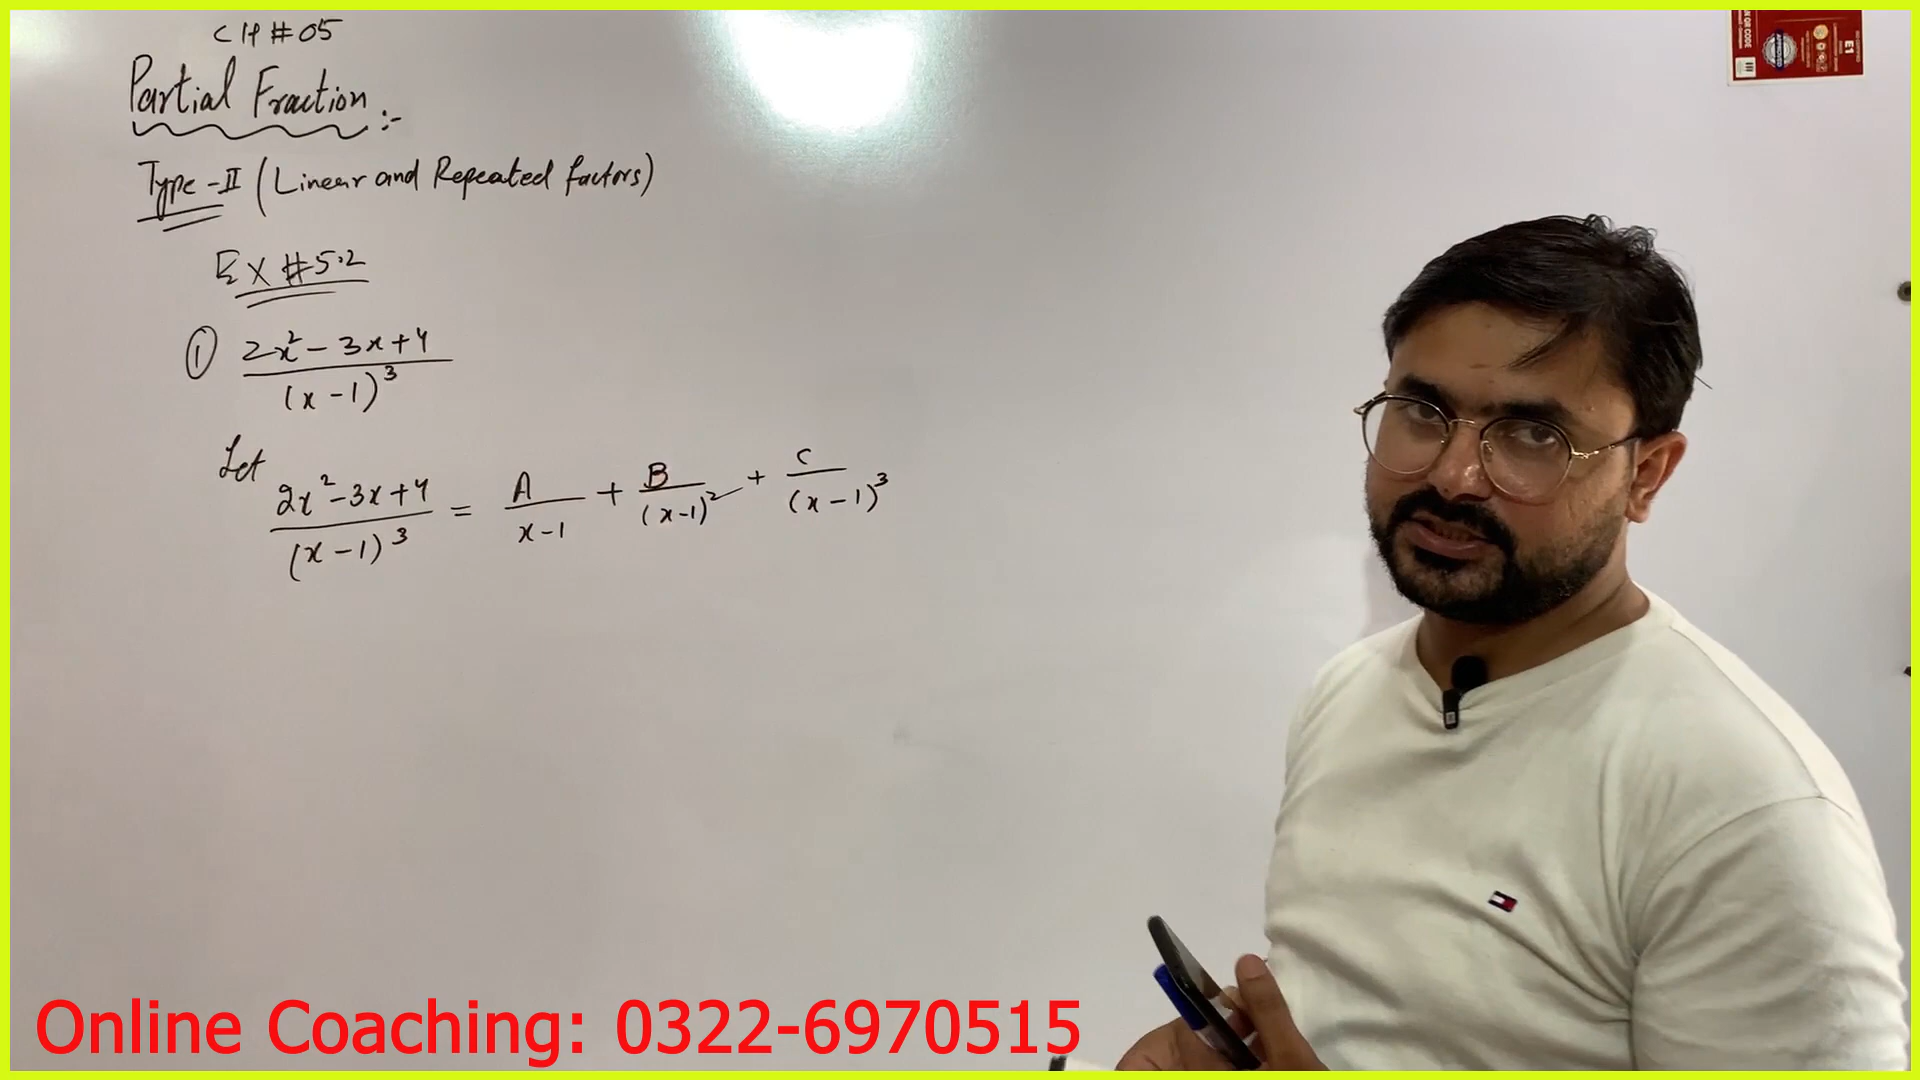 CH # 05
Partial Fraction :-
Type-II (Linear and Repeated factors)
EX # 5.2
① 2x² - 3x + 4
(x - 1)³
Let
2x² - 3x + 4 / (x - 1)³ = A / x - 1 + B / (x - 1)² + C / (x - 1)³
Online Coaching: 0322-6970515